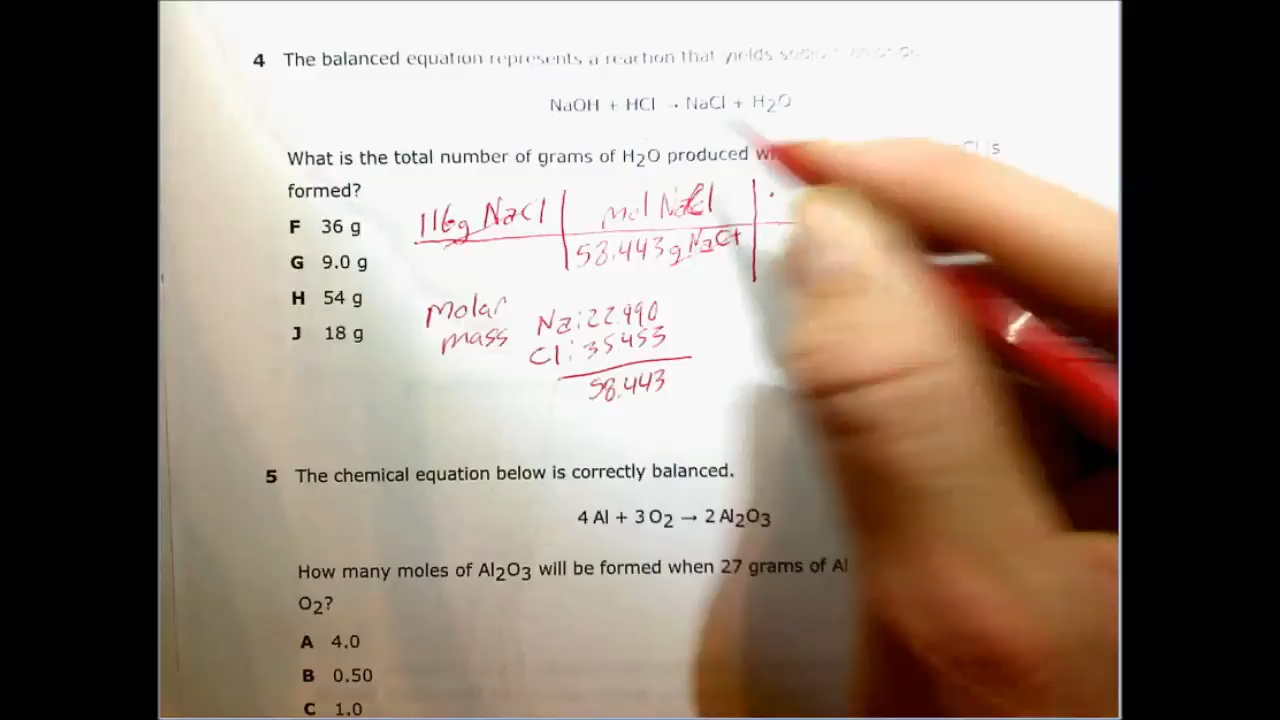 4 The balanced equation represents a reaction that yields
NaOH + HCl → NaCl + H2O
What is the total number of grams of H2O produced
formed?
116g NaCl | mol NaCl
58.443g NaCl
F 36 g
G 9.0 g
H 54 g
J 18 g
Molar mass
Na: 22.990
Cl: 35.453
58.443
5 The chemical equation below is correctly balanced.
4 Al + 3 O2 → 2 Al2O3
How many moles of Al2O3 will be formed when 27 grams of Al
O2?
A 4.0
B 0.50
C 1.0